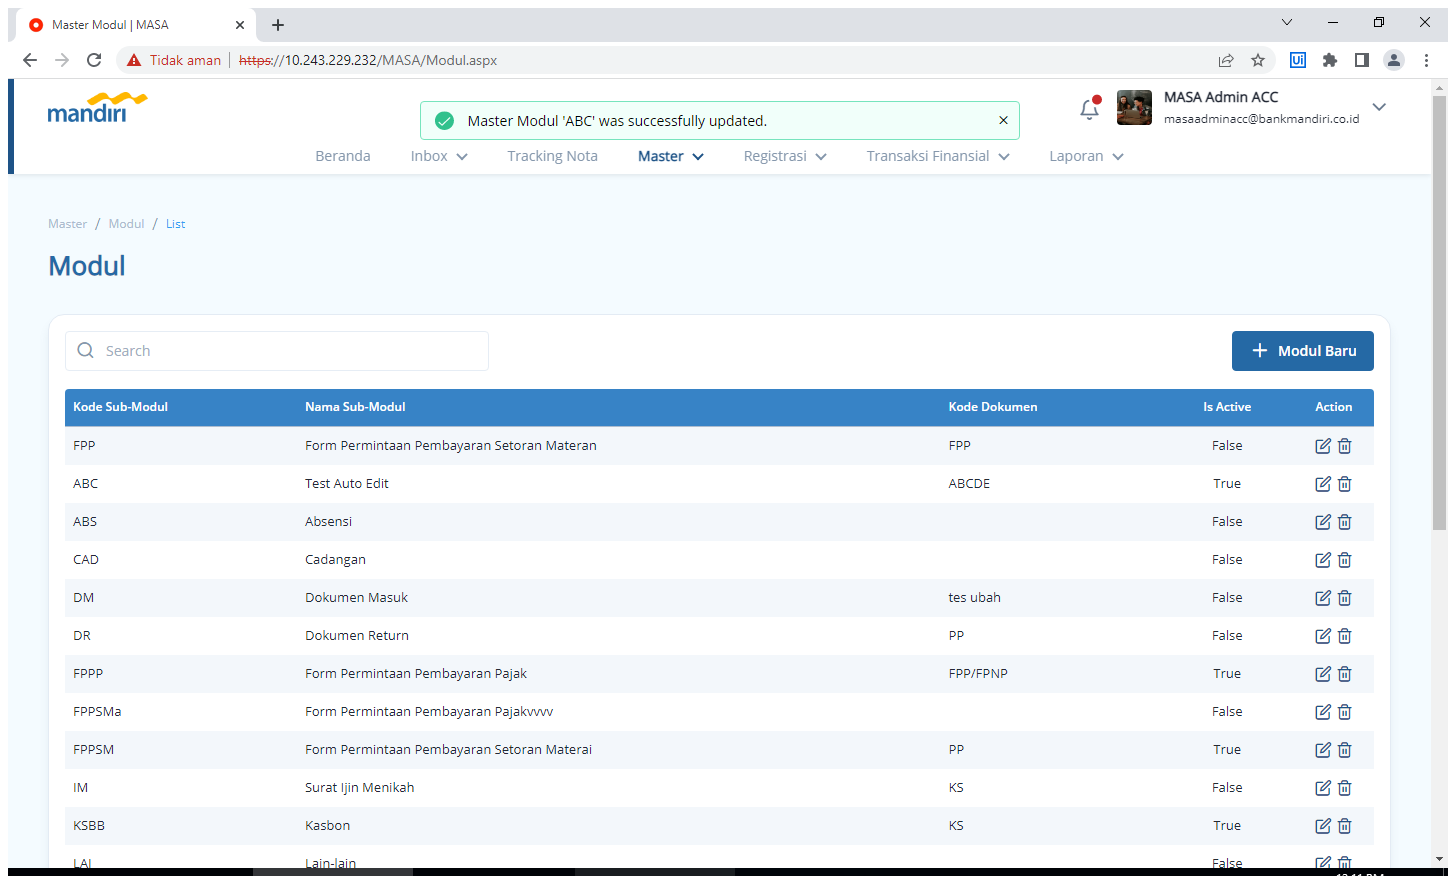 Master Modul | MASA
Tidak aman https://10.243.229.232/MASA/Modul.aspx
Ui
mandiri
Master Modul 'ABC' was successfully updated.
MASA Admin ACC
masaadminacc@bankmandiri.co.id
Beranda Inbox Tracking Nota Master Registrasi Transaksi Finansial Laporan
Master / Modul / List
Modul
Search
Modul Baru
Kode Sub-Modul Nama Sub-Modul Kode Dokumen Is Active Action
FPP Form Permintaan Pembayaran Setoran Materan FPP False
ABC Test Auto Edit ABCDE True
ABS Absensi False
CAD Cadangan False
DM Dokumen Masuk tes ubah False
DR Dokumen Return PP False
FPPP Form Permintaan Pembayaran Pajak FPP/FPNP True
FPPSMa Form Permintaan Pembayaran Pajakvvvv False
FPPSM Form Permintaan Pembayaran Setoran Materai PP True
IM Surat Ijin Menikah KS False
KSBB Kasbon KS True
LAI Lain-lain False